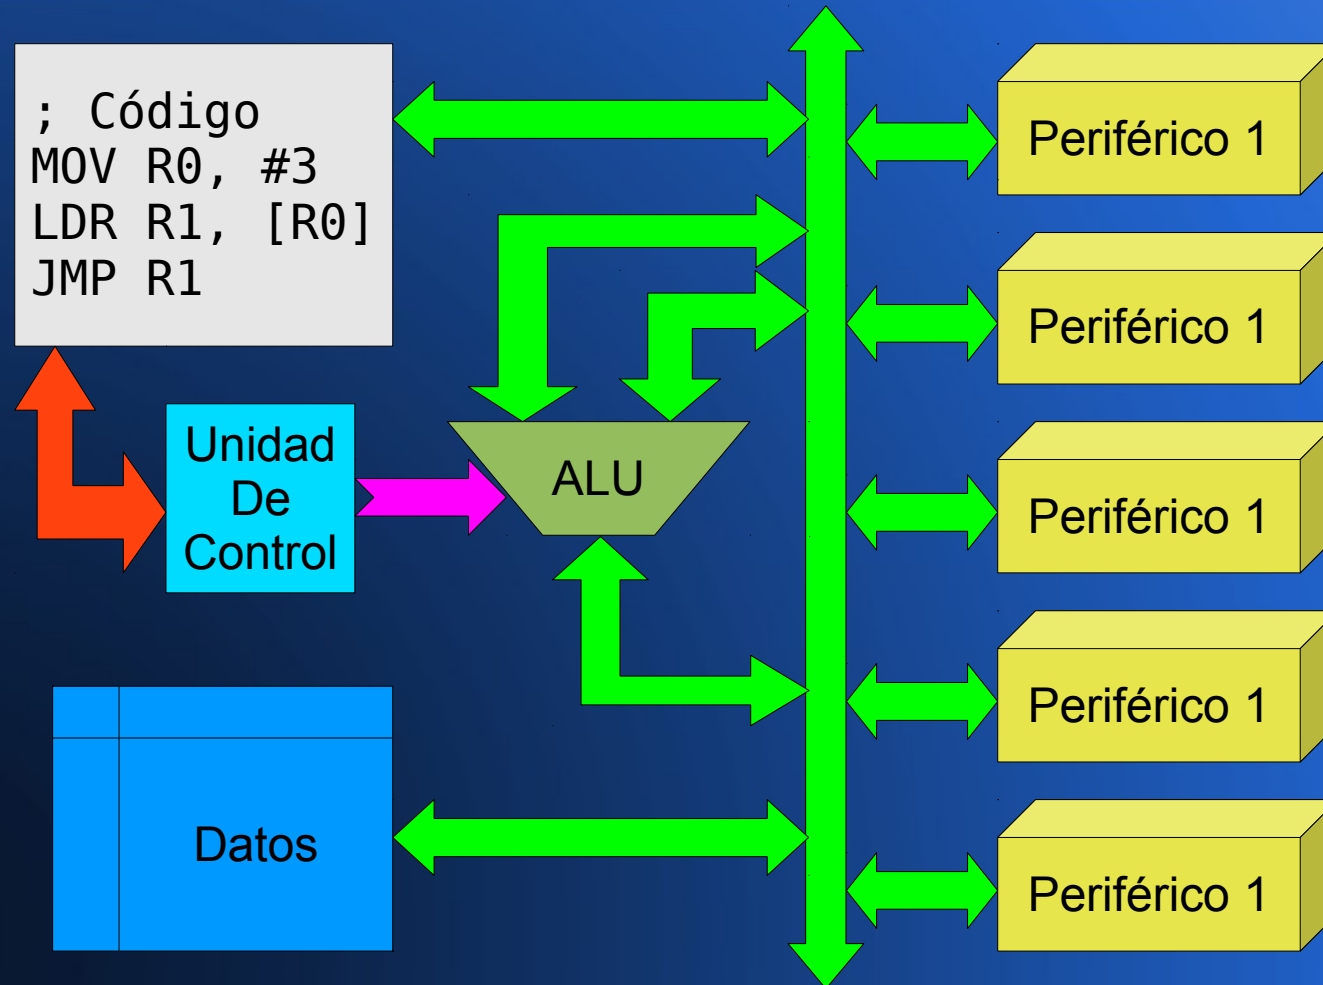 ; Código
MOV R0, #3
LDR R1, [R0]
JMP R1
Unidad
De
Control
ALU
Datos
Periférico 1
Periférico 1
Periférico 1
Periférico 1
Periférico 1